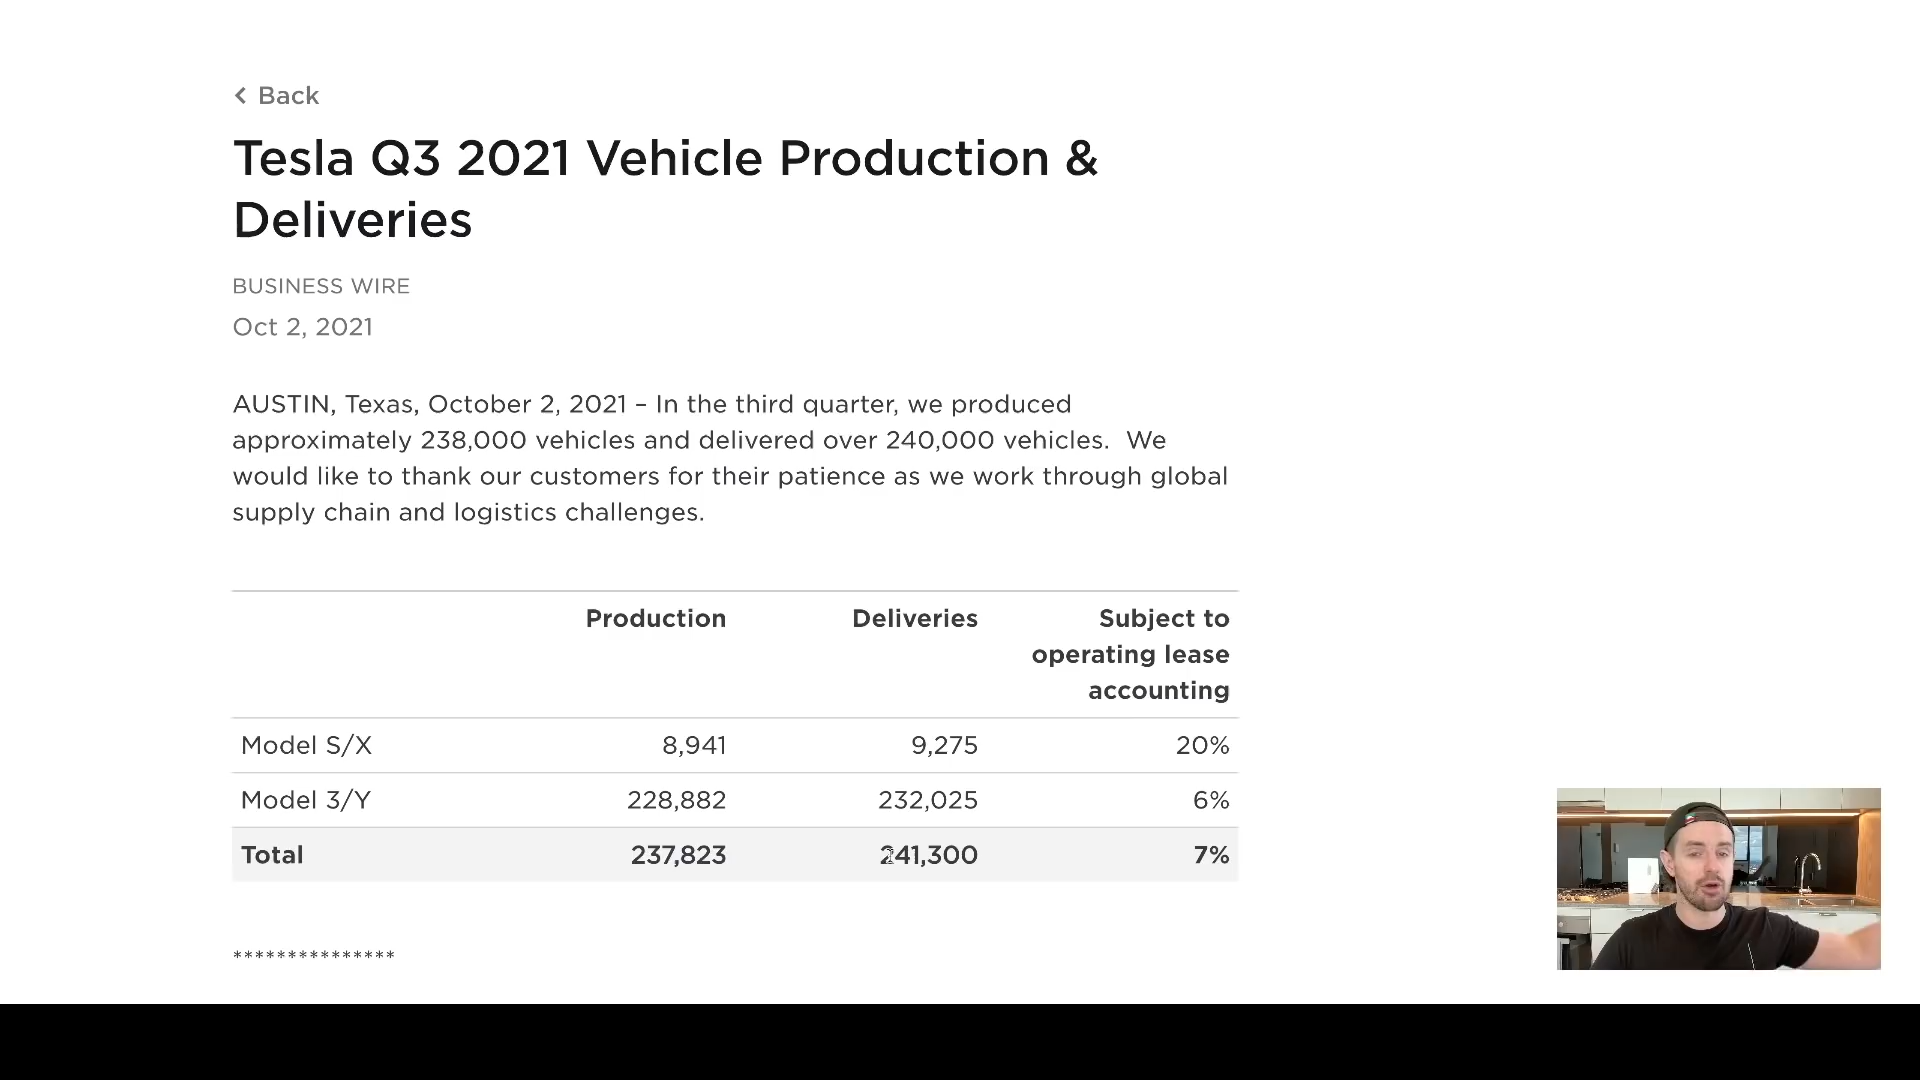 Back
Tesla Q3 2021 Vehicle Production &
Deliveries
BUSINESS WIRE
Oct 2, 2021
AUSTIN, Texas, October 2, 2021 – In the third quarter, we produced
approximately 238,000 vehicles and delivered over 240,000 vehicles. We
would like to thank our customers for their patience as we work through global
supply chain and logistics challenges.
Production Deliveries Subject to
operating lease
accounting
Model S/X 8,941 9,275 20%
Model 3/Y 228,882 232,025 6%
Total 237,823 241,300 7%
***************